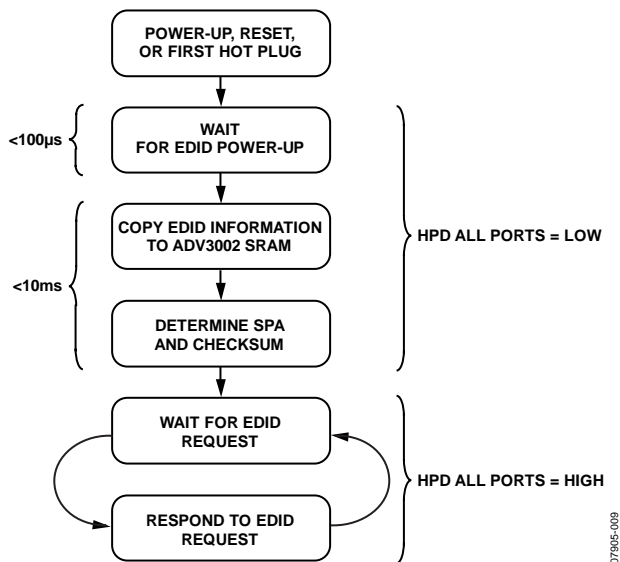 POWER-UP, RESET,
OR FIRST HOT PLUG
<100µs
WAIT
FOR EDID POWER-UP
COPY EDID INFORMATION
TO ADV3002 SRAM
HPD ALL PORTS = LOW
<10ms
DETERMINE SPA
AND CHECKSUM
WAIT FOR EDID
REQUEST
HPD ALL PORTS = HIGH
RESPOND TO EDID
REQUEST
07905-009